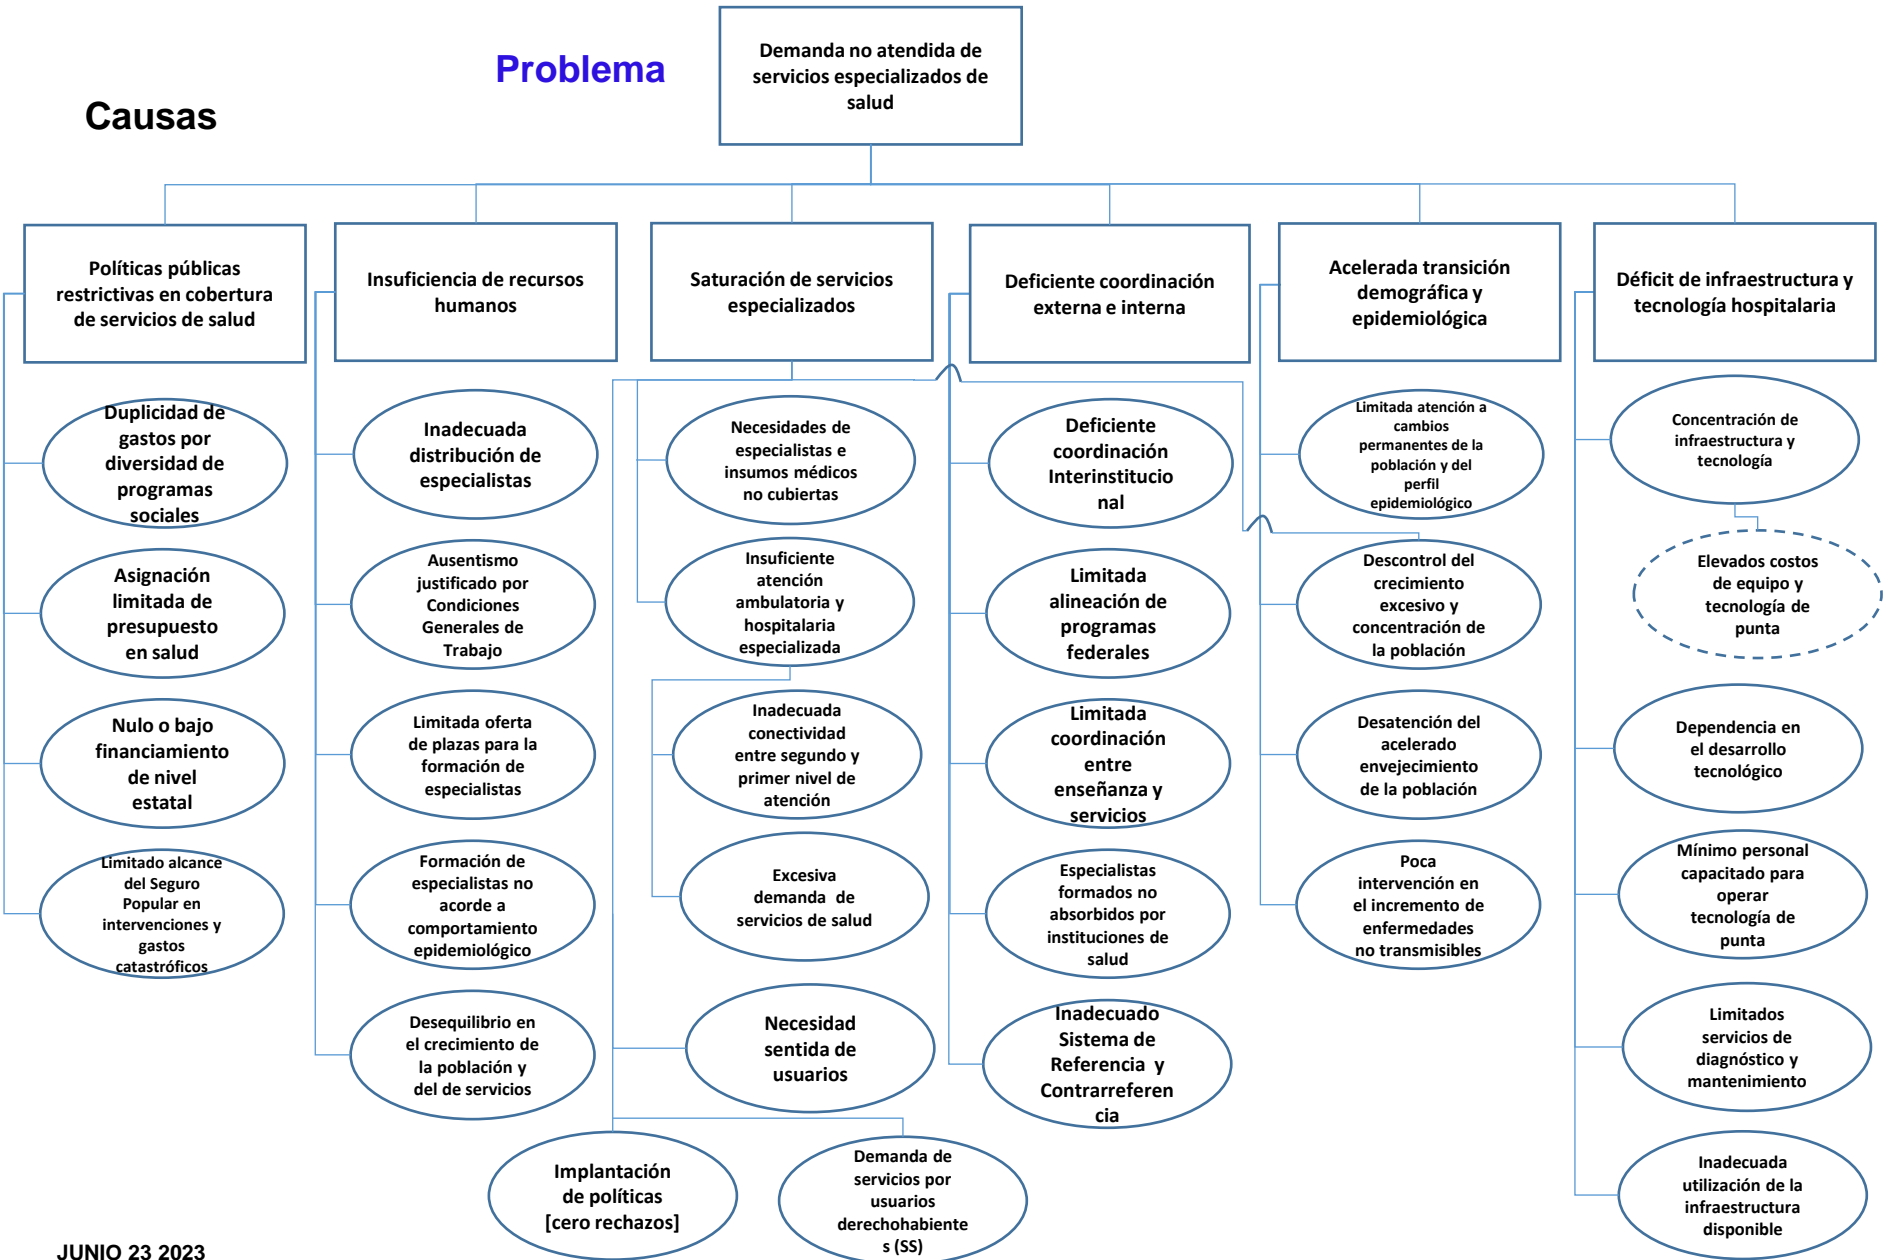 Problema
Causas
Demanda no atendida de
servicios especializados de
salud
Políticas públicas
restrictivas en cobertura
de servicios de salud
Insuficiencia de recursos
humanos
Saturación de servicios
especializados
Deficiente coordinación
externa e interna
Acelerada transición
demográfica y
epidemiológica
Déficit de infraestructura y
tecnología hospitalaria
Duplicidad de
gastos por
diversidad de
programas
sociales
Asignación
limitada de
presupuesto
en salud
Nulo o bajo
financiamiento
de nivel
estatal
Limitado alcance
del Seguro
Popular en
intervenciones y
gastos
catastróficos
Inadecuada
distribución de
especialistas
Ausentismo
justificado por
Condiciones
Generales de
Trabajo
Limitada oferta
de plazas para la
formación de
especialistas
Formación de
especialistas no
acorde a
comportamiento
epidemiológico
Desequilibrio en
el crecimiento de
la población y
del de servicios
Necesidades de
especialistas e
insumos médicos
no cubiertas
Insuficiente
atención
ambulatoria y
hospitalaria
especializada
Inadecuada
conectividad
entre segundo y
primer nivel de
atención
Excesiva
demanda de
servicios de salud
Necesidad
sentida de
usuarios
Implantación
de políticas
[cero rechazos]
Demanda de
servicios por
usuarios
derechohabiente
s (SS)
Deficiente
coordinación
Interinstitucio
nal
Limitada
alineación de
programas
federales
Limitada
coordinación
entre
enseñanza y
servicios
Especialistas
formados no
absorbidos por
instituciones de
salud
Inadecuado
Sistema de
Referencia y
Contrarreferen
cia
Limitada atención a
cambios
permanentes de la
población y del
perfil
epidemiológico
Descontrol del
crecimiento
excesivo y
concentración de
la población
Desatención del
acelerado
envejecimiento
de la población
Poca
intervención en
el incremento de
enfermedades
no transmisibles
Concentración de
infraestructura y
tecnología
Elevados costos
de equipo y
tecnología de
punta
Dependencia en
el desarrollo
tecnológico
Mínimo personal
capacitado para
operar
tecnología de
punta
Limitados
servicios de
diagnóstico y
mantenimiento
Inadecuada
utilización de la
infraestructura
disponible
JUNIO 23 2023